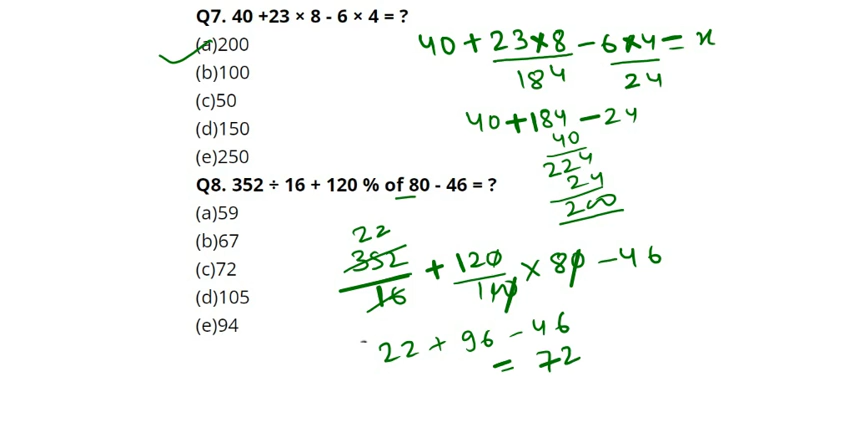 Q7. 40 +23 × 8 - 6 × 4 = ?
(a)200
(b)100
(c)50
(d)150
(e)250
40 + 23 × 8 - 6 × 4 = x
184 24
40 + 184 - 24
40
224
24
200
Q8. 352 ÷ 16 + 120 % of 80 - 46 = ?
(a)59
(b)67
(c)72
(d)105
(e)94
22
352
16
+ 120
100
× 80 - 46
22 + 96 - 46
= 72